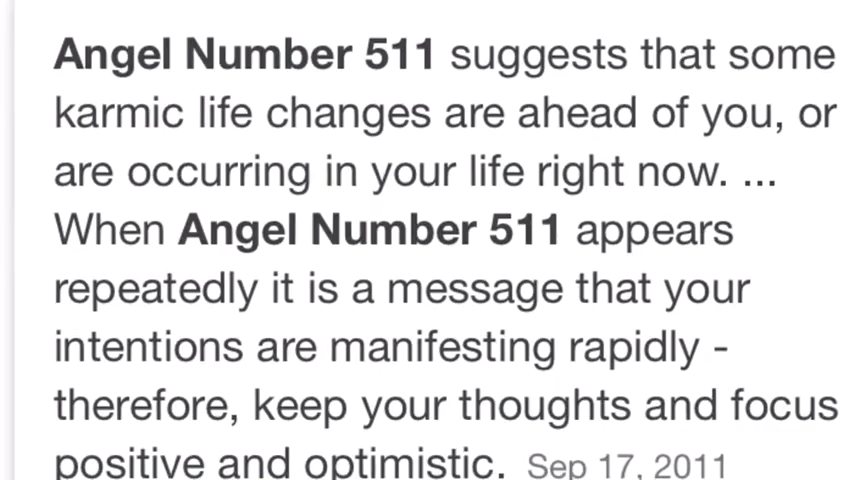 Angel Number 511 suggests that some
karmic life changes are ahead of you, or
are occurring in your life right now. ...
When Angel Number 511 appears
repeatedly it is a message that your
intentions are manifesting rapidly -
therefore, keep your thoughts and focus
positive and optimistic. Sep 17, 2011